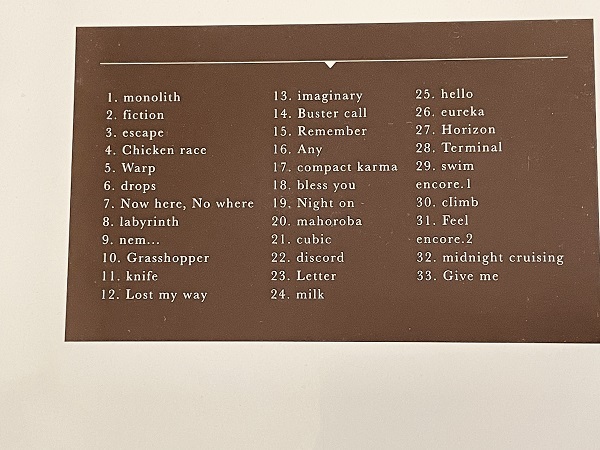 1. monolith
2. fiction
3. escape
4. Chicken race
5. Warp
6. drops
7. Now here, No where
8. labyrinth
9. nem...
10. Grasshopper
11. knife
12. Lost my way
13. imaginary
14. Buster call
15. Remember
16. Any
17. compact karma
18. bless you
19. Night on
20. mahoroba
21. cubic
22. discord
23. Letter
24. milk
25. hello
26. eureka
27. Horizon
28. Terminal
29. swim
encore.1
30. climb
31. Feel
encore.2
32. midnight cruising
33. Give me